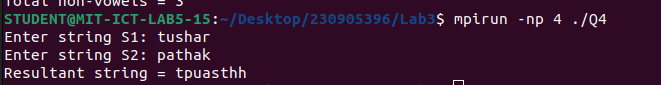 Total non-vowels = 3
STUDENT@MIT-ICT-LAB5-15:~/Desktop/230905396/Lab3$ mpirun -np 4 ./Q4
Enter string S1: tushar
Enter string S2: pathak
Resultant string = tpuasthh